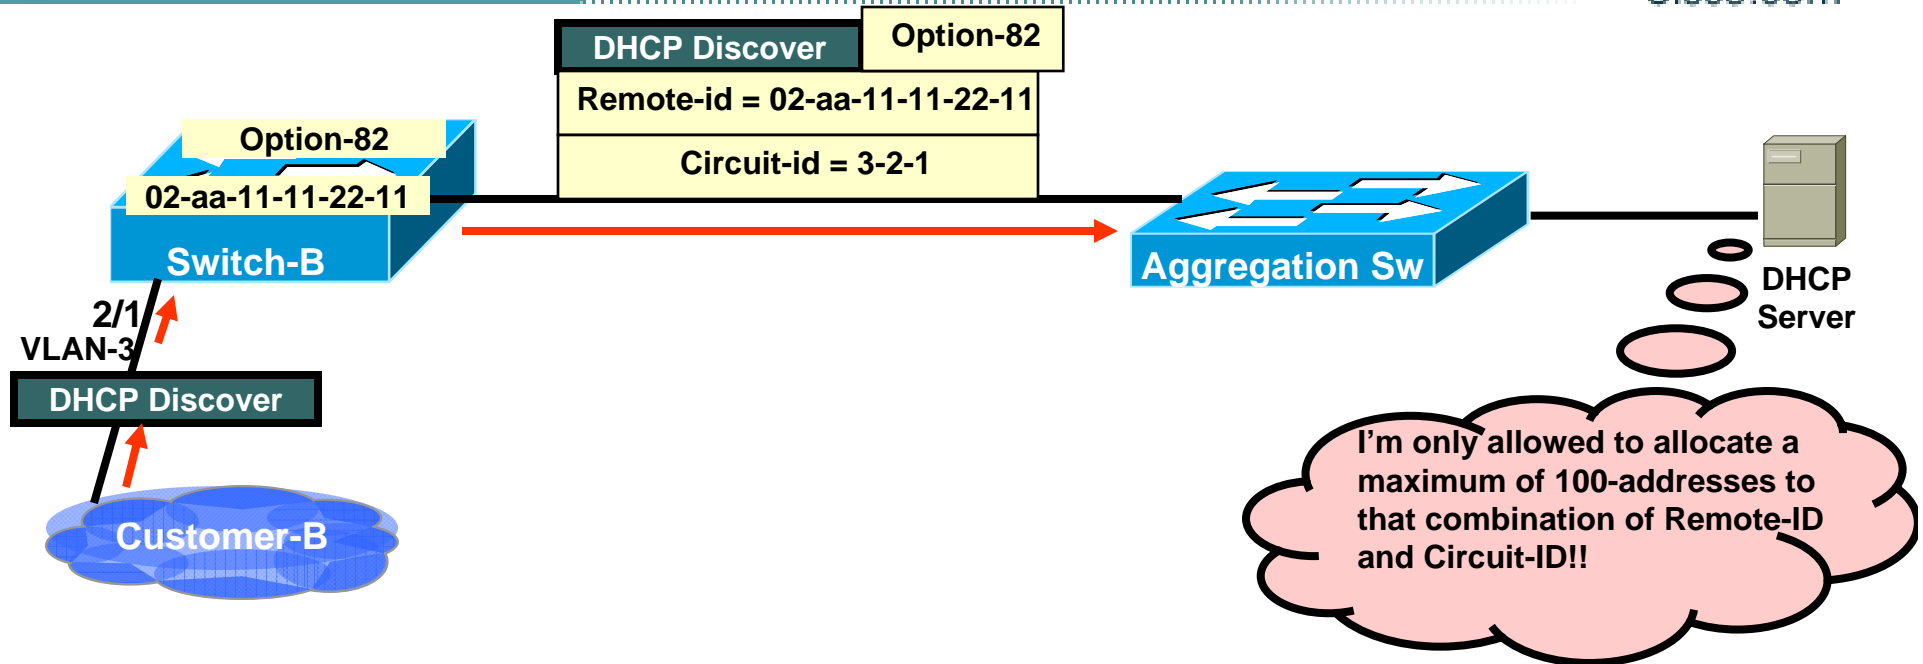 DHCP Discover
Option-82
Remote-id = 02-aa-11-11-22-11
Circuit-id = 3-2-1
Option-82
02-aa-11-11-22-11
Switch-B
Aggregation Sw
DHCP
Server
2/1
VLAN-3
DHCP Discover
Customer-B
I'm only allowed to allocate a
maximum of 100-addresses to
that combination of Remote-ID
and Circuit-ID!!